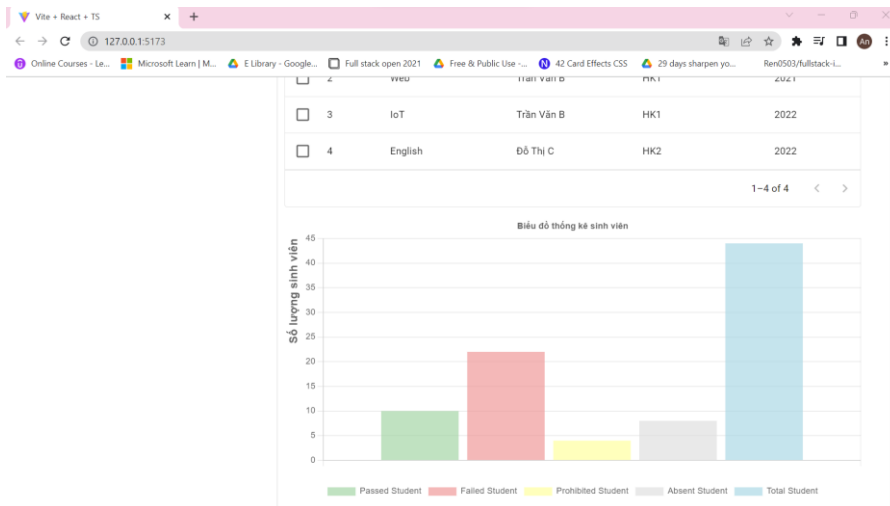 Vite + React + TS
127.0.0.1:5173
An
Online Courses - Le... Microsoft Learn | M... E Library - Google... Full stack open 2021 Free & Public Use -... N 42 Card Effects CSS 29 days sharpen yo... Ren0503/fullstack-i... »
2 Web Trần Văn B HK1 2021
3 IoT Trần Văn B HK1 2022
4 English Đỗ Thị C HK2 2022
1–4 of 4
Biểu đồ thống kê sinh viên
Số lượng sinh viên
45
40
35
30
25
20
15
10
5
0
Passed Student Failed Student Prohibited Student Absent Student Total Student